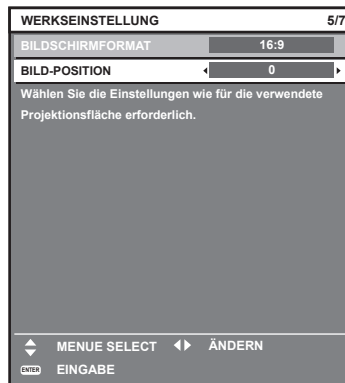 WERKSEINSTELLUNG 5/7
BILDSCHIRMFORMAT 16:9
BILD-POSITION 0
Wählen Sie die Einstellungen wie für die verwendete
Projektionsfläche erforderlich.
MENUE SELECT ÄNDERN
ENTER EINGABE